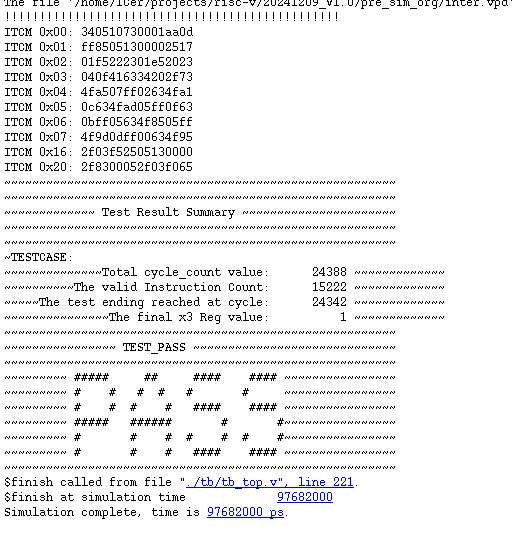 The file '/home/ICer/projects/risc-v/20241209_v1.0/pre_sim_org/inter.vpd'
!!!!!!!!!!!!!!!!!!!!!!!!!!!!!!!!!!!!!!!!!!!!!!!!!!!!
ITCM 0x00: 340510730001aa0d
ITCM 0x01: ff85051300002517
ITCM 0x02: 01f5222301e52023
ITCM 0x03: 040f416334202f73
ITCM 0x04: 4fa507ff02634fa1
ITCM 0x05: 0c634fad05ff0f63
ITCM 0x06: 0bff05634f8505ff
ITCM 0x07: 4f9d0dff00634f95
ITCM 0x16: 2f03f52505130000
ITCM 0x20: 2f8300052f03f065
~~~~~~~~~~~~~~~~~~~~~~~~~~~~~~~~~~~~~~~~~~~~~~~~~~~~~~~~~~~~
~~~~~~~~~~~~~~~~~~~~~~~~~~~~~~~~~~~~~~~~~~~~~~~~~~~~~~~~~~~~
~~~~~~~~~~~~~~ Test Result Summary ~~~~~~~~~~~~~~~~~~~~~~~
~~~~~~~~~~~~~~~~~~~~~~~~~~~~~~~~~~~~~~~~~~~~~~~~~~~~~~~~~~~~
~~~~~~~~~~~~~~~~~~~~~~~~~~~~~~~~~~~~~~~~~~~~~~~~~~~~~~~~~~~~
~TESTCASE:
~~~~~~~~~~~~~~~Total cycle_count value: 24388 ~~~~~~~~~~~~~~
~~~~~~~~~~~The valid Instruction Count: 15222 ~~~~~~~~~~~~~~
~~~~~The test ending reached at cycle: 24342 ~~~~~~~~~~~~~~
~~~~~~~~~~~~~~~~The final x3 Reg value: 1 ~~~~~~~~~~~~~~
~~~~~~~~~~~~~~~~~~~~~~~~~~~~~~~~~~~~~~~~~~~~~~~~~~~~~~~~~~~~
~~~~~~~~~~~~~~~~~~ TEST_PASS ~~~~~~~~~~~~~~~~~~~~~~~~~~~~~~~
~~~~~~~~~~~~~~~~~~~~~~~~~~~~~~~~~~~~~~~~~~~~~~~~~~~~~~~~~~~~
~~~~~~~~~~ #####     ##     ####    #### ~~~~~~~~~~~~~~~~~
~~~~~~~~~~ #    #   #  #   #       #      ~~~~~~~~~~~~~~~~~
~~~~~~~~~~ #    #  #    #   ####    #### ~~~~~~~~~~~~~~~~~
~~~~~~~~~~ #####   ######       #       #~~~~~~~~~~~~~~~~~
~~~~~~~~~~ #       #    #  #    #  #    #~~~~~~~~~~~~~~~~~
~~~~~~~~~~ #       #    #   ####    #### ~~~~~~~~~~~~~~~~~
~~~~~~~~~~~~~~~~~~~~~~~~~~~~~~~~~~~~~~~~~~~~~~~~~~~~~~~~~~~~
$finish called from file "./tb/tb_top.v", line 221.
$finish at simulation time 97682000
Simulation complete, time is 97682000 ps.